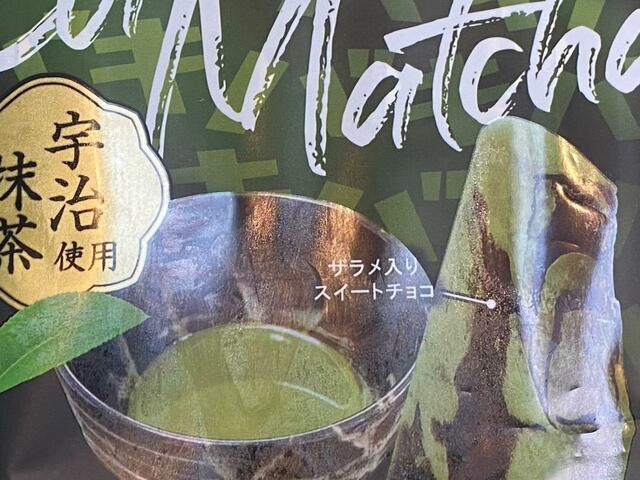 Matcha
宇治
抹茶
使用
ザラメ入り
スイートチョコ